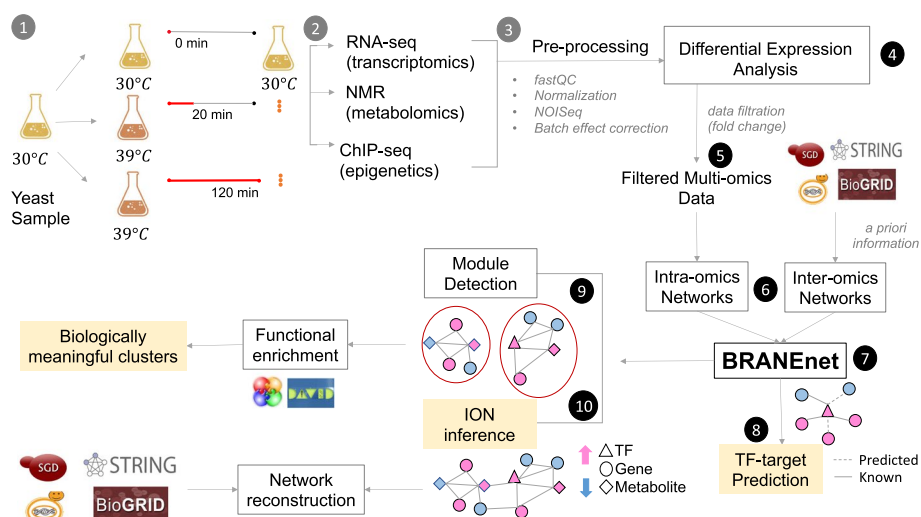 1
30°C
Yeast
Sample
30°C
0 min
30°C
39°C
20 min
39°C
120 min
2
RNA-seq
(transcriptomics)
NMR
(metabolomics)
ChIP-seq
(epigenetics)
3
Pre-processing
• fastQC
• Normalization
• NOISeq
• Batch effect correction
Differential Expression
Analysis
4
data filtration
(fold change)
5
Filtered Multi-omics
Data
SGD
STRING
BioGRID
a priori
information
Intra-omics
Networks
6
Inter-omics
Networks
BRANEnet
7
8
TF-target
Prediction
Predicted
Known
Module
Detection
9
10
ION
inference
Functional
enrichment
DAVID
Biologically
meaningful clusters
TF
Gene
Metabolite
Network
reconstruction
SGD
STRING
BioGRID